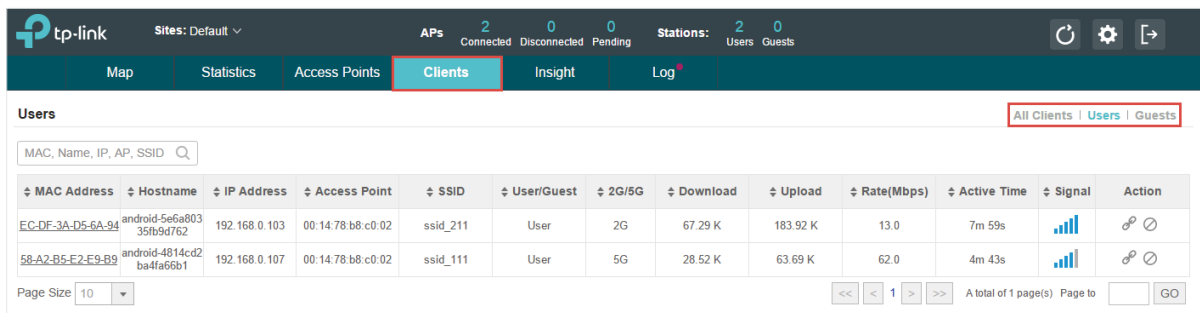 tp-link Sites: Default APs 2 0 0 Stations: 2 0
Connected Disconnected Pending Users Guests
Map Statistics Access Points Clients Insight Log
Users All Clients | Users | Guests
MAC, Name, IP, AP, SSID
MAC Address Hostname IP Address Access Point SSID User/Guest 2G/5G Download Upload Rate(Mbps) Active Time Signal Action
EC-DF-3A-D5-6A-94 android-5e6a803 192.168.0.103 00:14:78:b8:c0:02 ssid_211 User 2G 67.29 K 183.92 K 13.0 7m 59s
35fb9d762
58-A2-B5-E2-E9-B9 android-4814cd2 192.168.0.107 00:14:78:b8:c0:02 ssid_111 User 5G 28.52 K 63.69 K 62.0 4m 43s
ba4fa66b1
Page Size 10 << < 1 > >> A total of 1 page(s) Page to GO